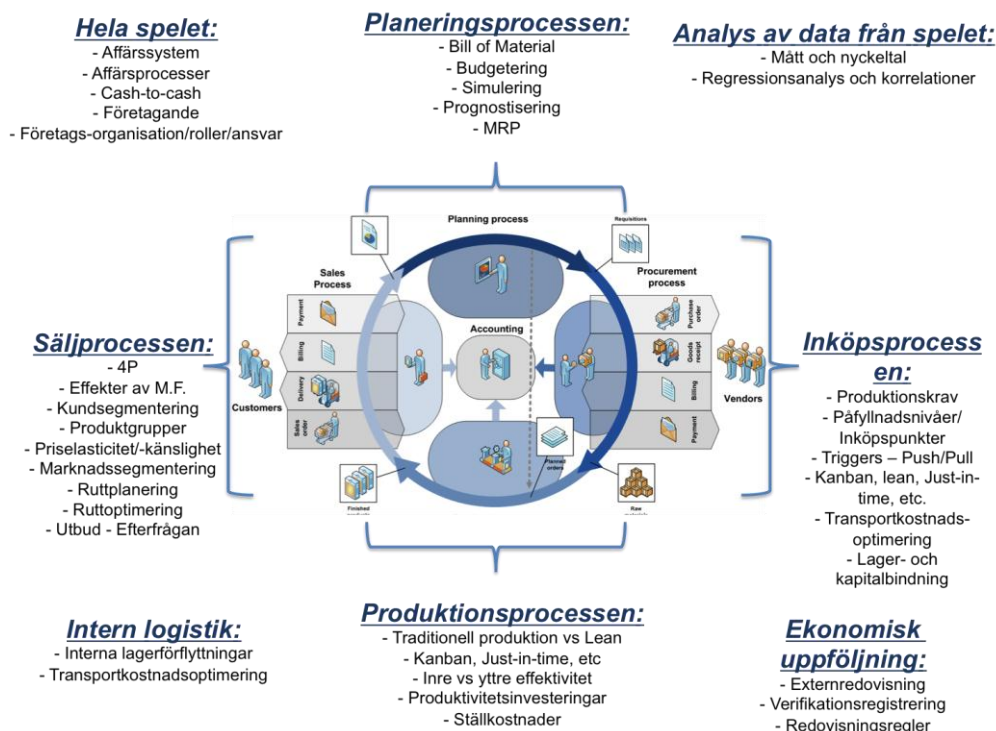 Hela spelet:
- Affärssystem
- Affärsprocesser
- Cash-to-cash
- Företagande
- Företags-organisation/roller/ansvar
Planeringsprocessen:
- Bill of Material
- Budgetering
- Simulering
- Prognostisering
- MRP
Analys av data från spelet:
- Mått och nyckeltal
- Regressionsanalys och korrelationer
Säljprocessen:
- 4P
- Effekter av M.F.
- Kundsegmentering
- Produktgrupper
- Priselasticitet/-känslighet
- Marknadssegmentering
- Ruttplanering
- Ruttoptimering
- Utbud - Efterfrågan
Planning process
Requisitions
Sales
Process
Procurement
process
Payment
Billing
Delivery
Sales
order
Customers
Accounting
Purchase
order
Goods
receipt
Billing
Payment
Vendors
Planned
orders
Finished
Raw
Inköpsprocess
en:
- Produktionskrav
- Påfyllnadsnivåer/
Inköpspunkter
- Triggers – Push/Pull
- Kanban, lean, Just-in-
time, etc.
- Transportkostnads-
optimering
- Lager- och
kapitalbindning
Intern logistik:
- Interna lagerförflyttningar
- Transportkostnadsoptimering
Produktionsprocessen:
- Traditionell produktion vs Lean
- Kanban, Just-in-time, etc
- Inre vs yttre effektivitet
- Produktivitetsinvesteringar
- Ställkostnader
Ekonomisk
uppföljning:
- Externredovisning
- Verifikationsregistrering
- Redovisningsregler